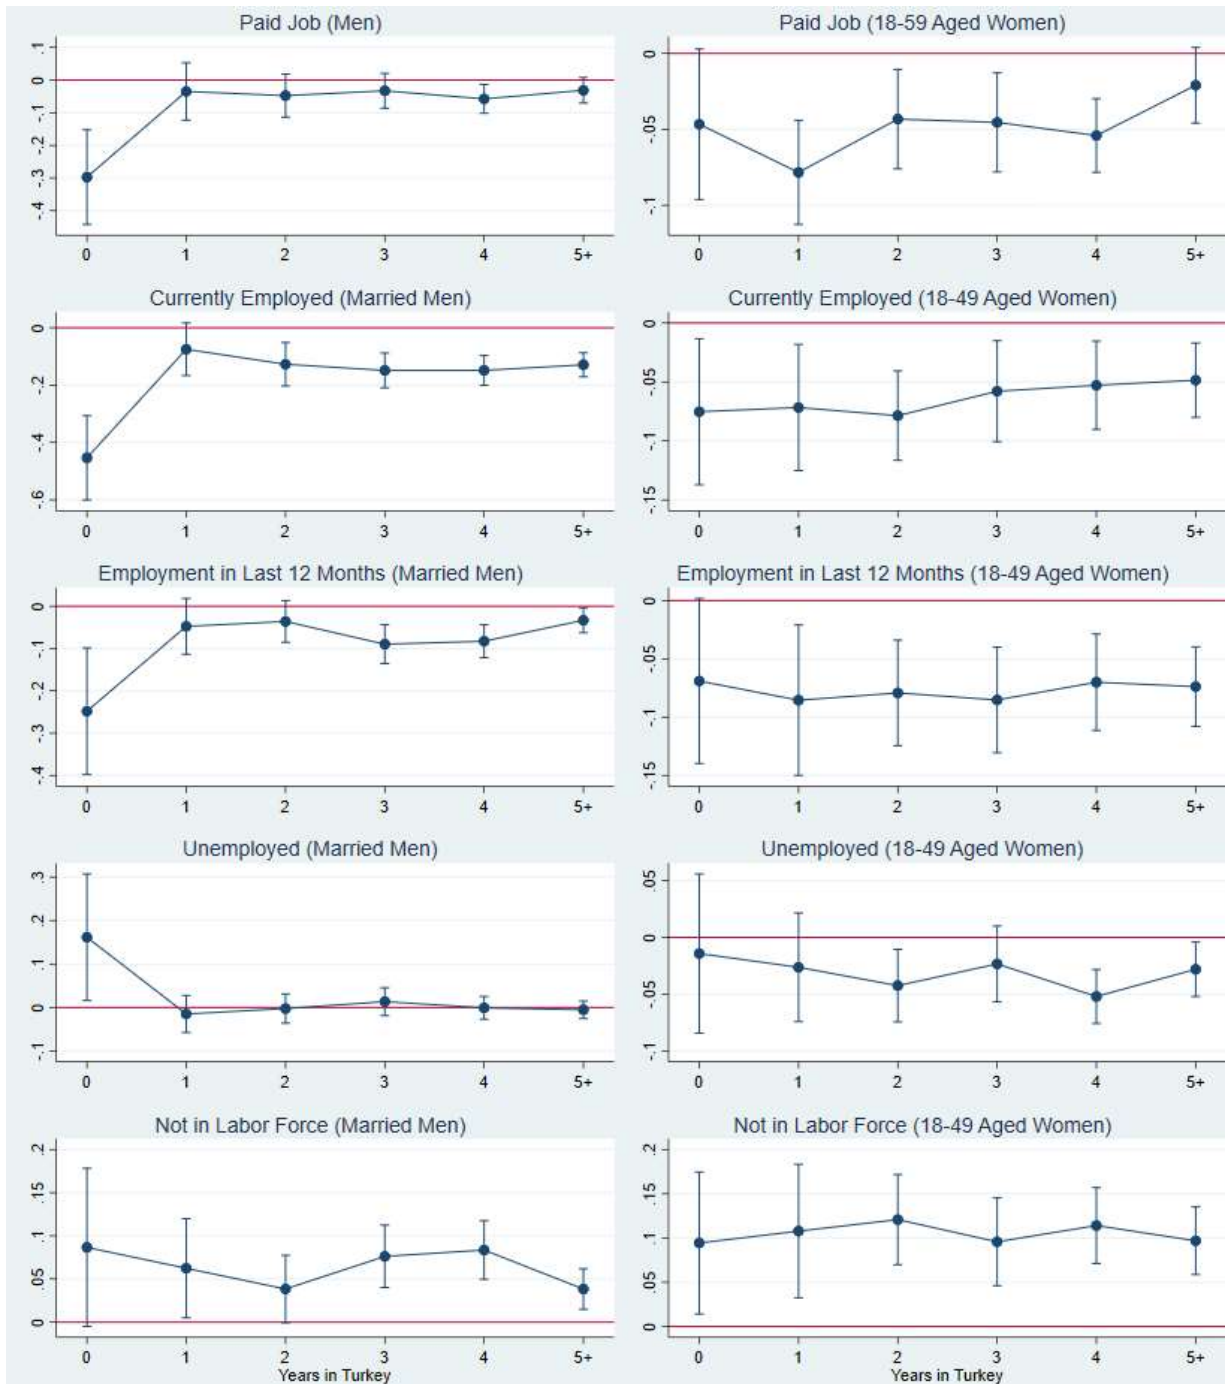 Paid Job (Men)
.1
0
-.1
-.2
-.3
-.4
0 1 2 3 4 5+
Paid Job (18-59 Aged Women)
0
-.05
-.1
0 1 2 3 4 5+
Currently Employed (Married Men)
0
-.2
-.4
-.6
0 1 2 3 4 5+
Currently Employed (18-49 Aged Women)
0
-.05
-.1
-.15
0 1 2 3 4 5+
Employment in Last 12 Months (Married Men)
0
-.1
-.2
-.3
-.4
0 1 2 3 4 5+
Employment in Last 12 Months (18-49 Aged Women)
0
-.05
-.1
-.15
0 1 2 3 4 5+
Unemployed (Married Men)
.3
.2
.1
0
-.1
0 1 2 3 4 5+
Unemployed (18-49 Aged Women)
.05
0
-.05
-.1
0 1 2 3 4 5+
Not in Labor Force (Married Men)
.2
.15
.1
.05
0
0 1 2 3 4 5+
Years in Turkey
Not in Labor Force (18-49 Aged Women)
.2
.15
.1
.05
0
0 1 2 3 4 5+
Years in Turkey